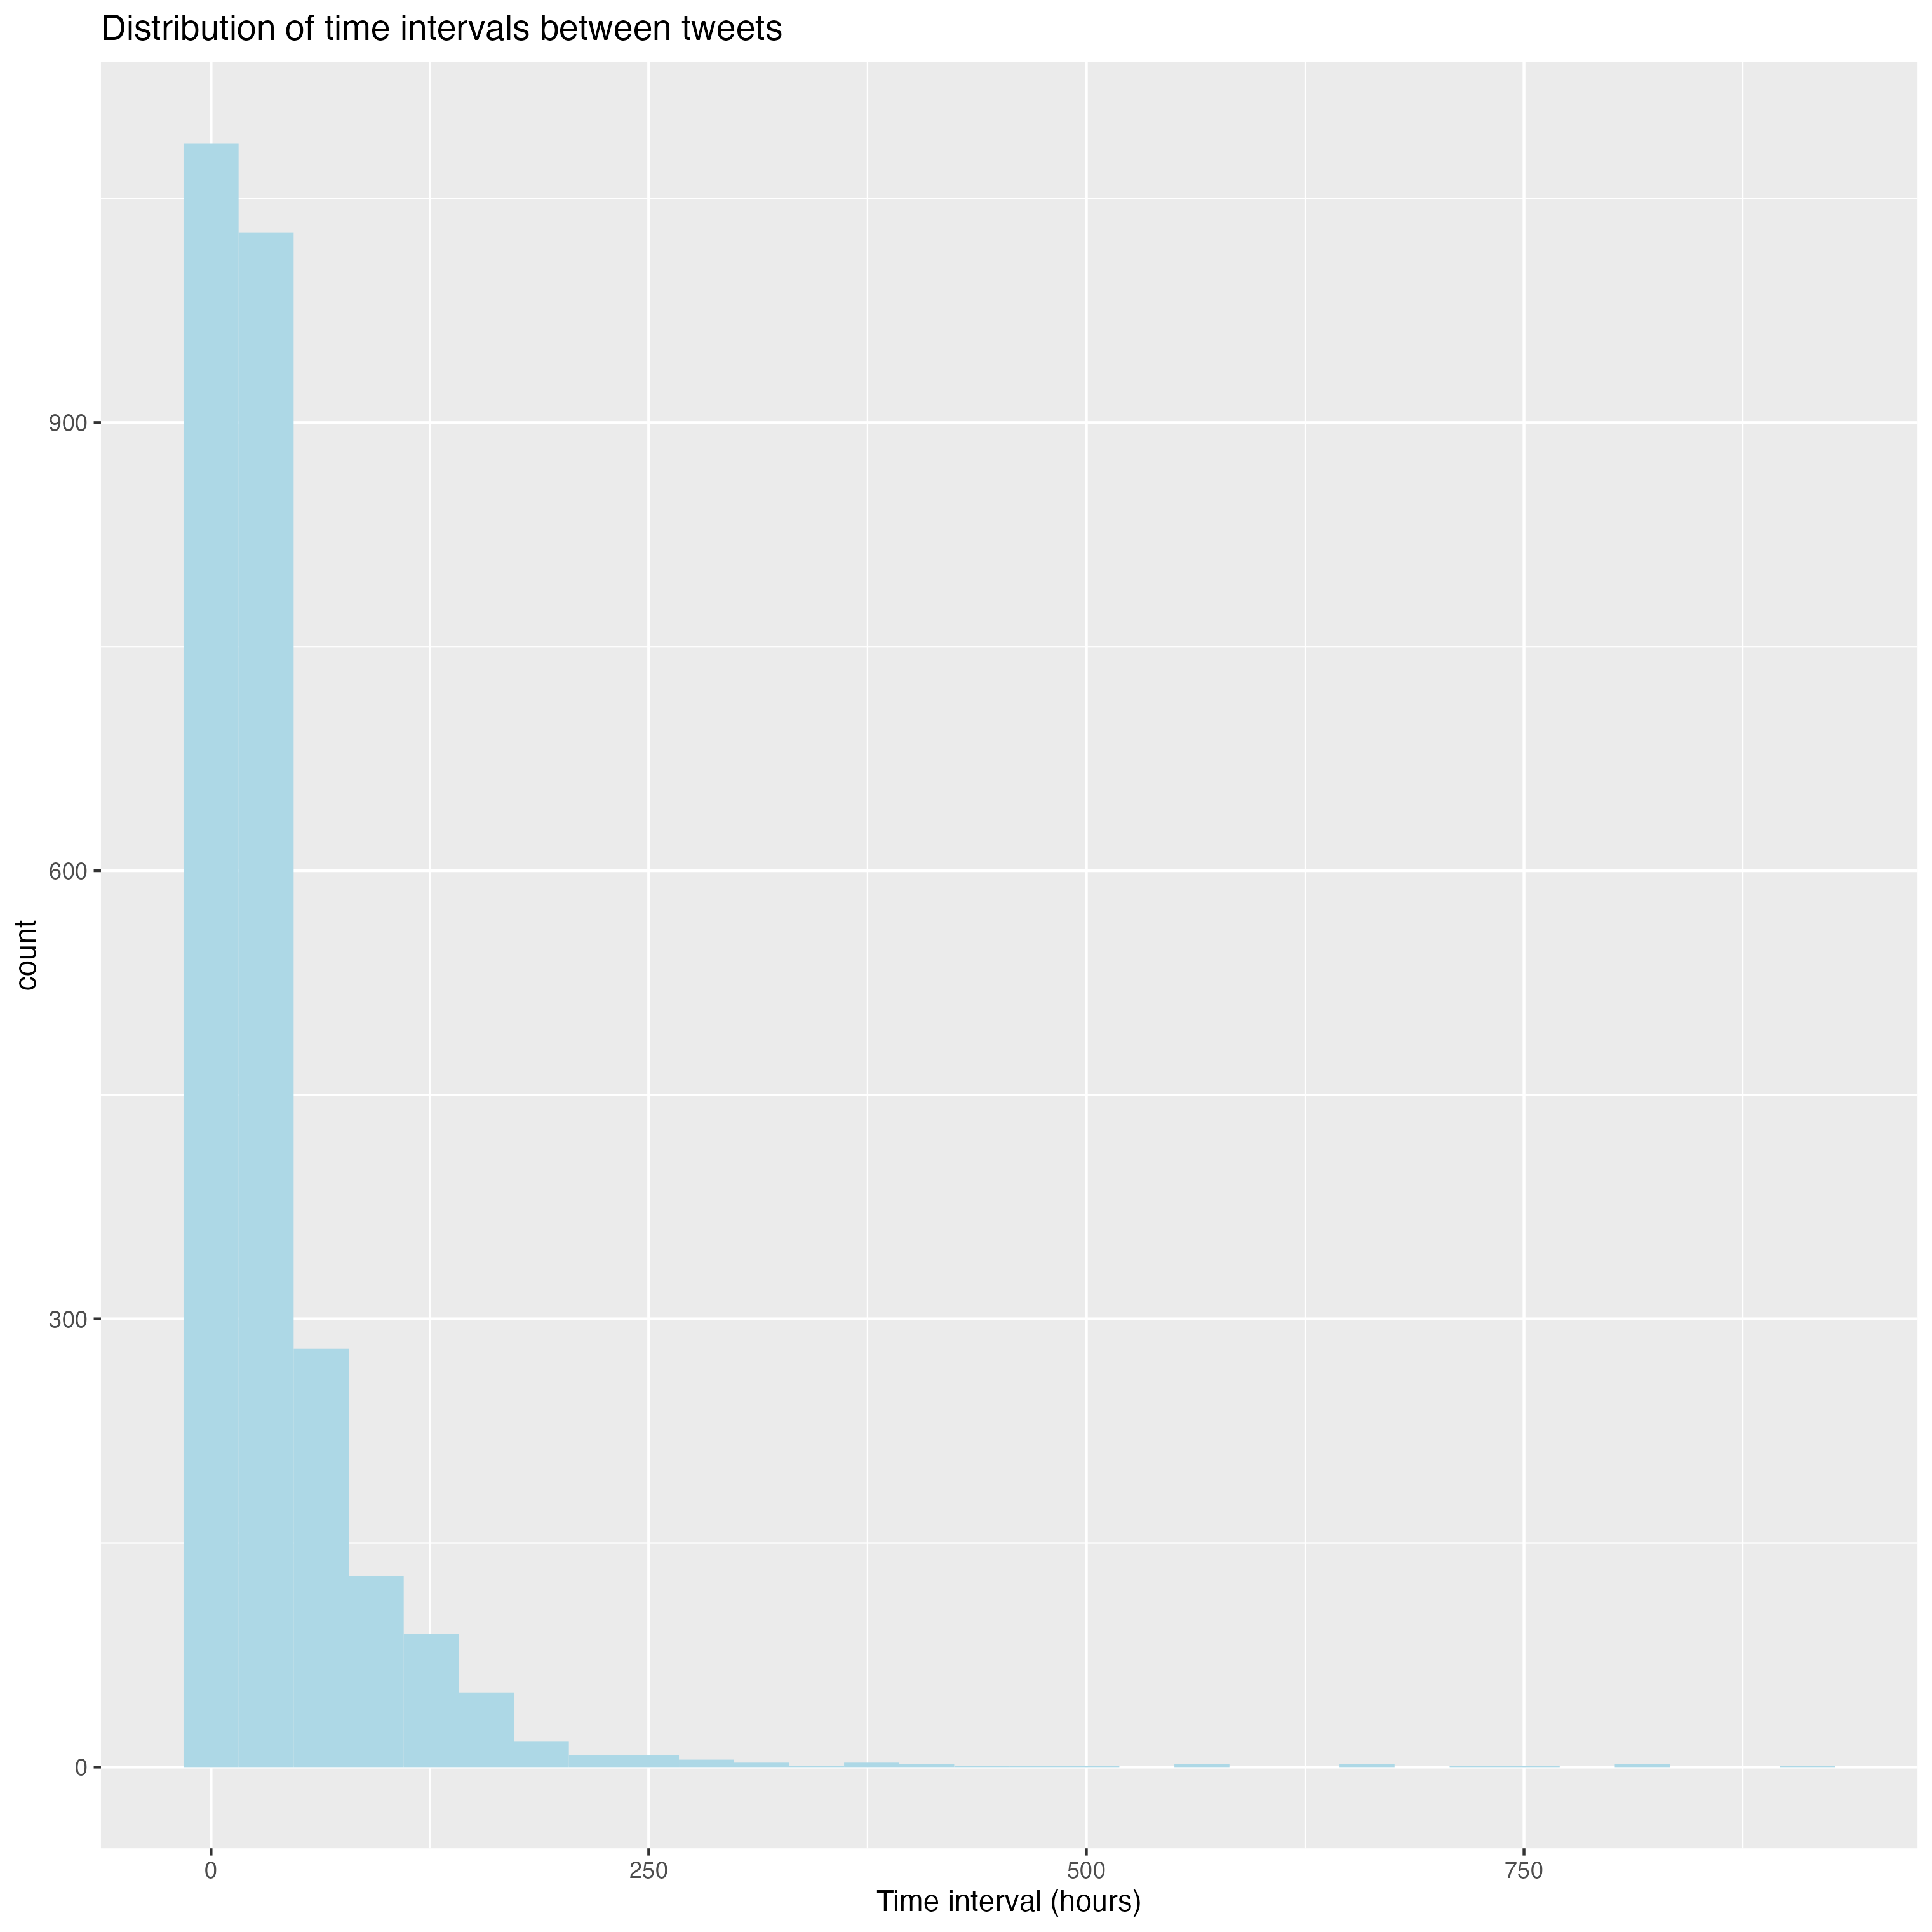 Distribution of time intervals between tweets
900
600
300
0
count
0 250 500 750
Time interval (hours)